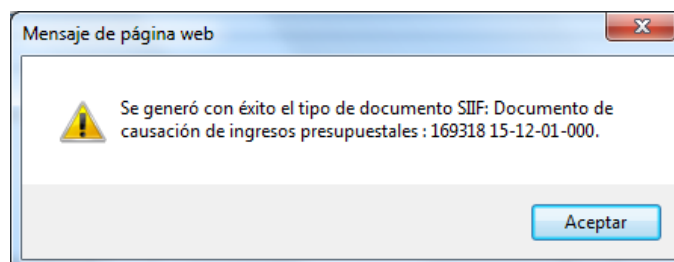 Mensaje de página web
Se generó con éxito el tipo de documento SIIF: Documento de
causación de ingresos presupuestales : 169318 15-12-01-000.
Aceptar